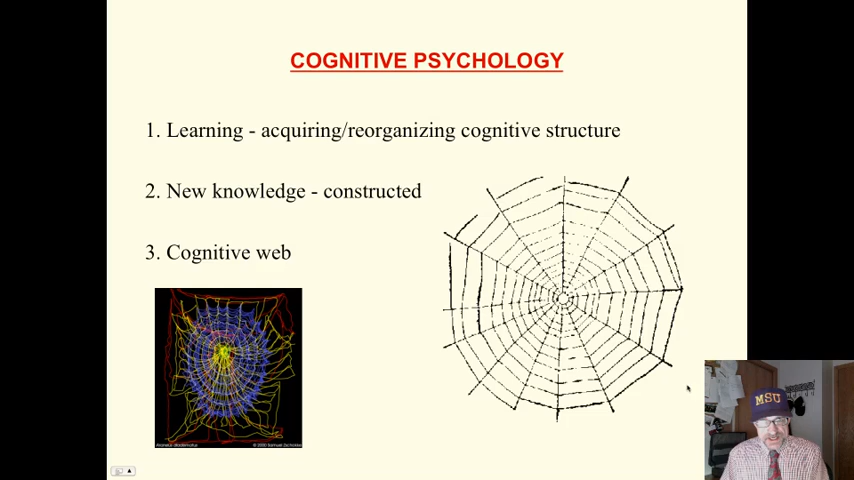 COGNITIVE PSYCHOLOGY
1. Learning - acquiring/reorganizing cognitive structure
2. New knowledge - constructed
3. Cognitive web
MSU